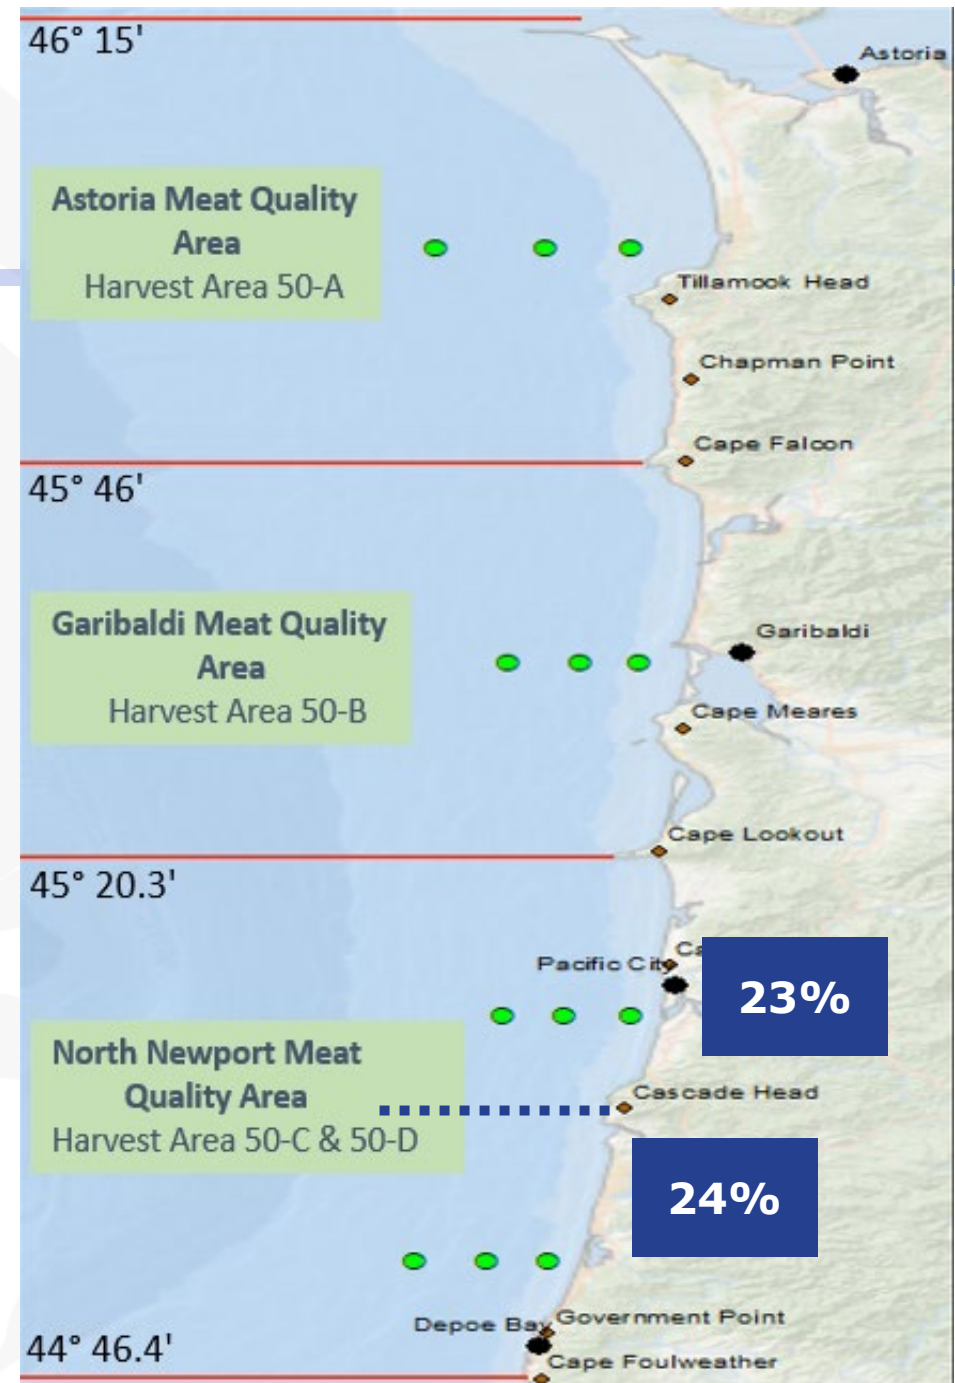 46° 15'
Astoria
Astoria Meat Quality
Area
Harvest Area 50-A
Tillamook Head
Chapman Point
Cape Falcon
45° 46'
Garibaldi Meat Quality
Area
Harvest Area 50-B
Garibaldi
Cape Meares
Cape Lookout
45° 20.3'
Pacific City
23%
North Newport Meat
Quality Area
Harvest Area 50-C & 50-D
Cascade Head
24%
Depoe Bay
Government Point
44° 46.4'
Cape Foulweather